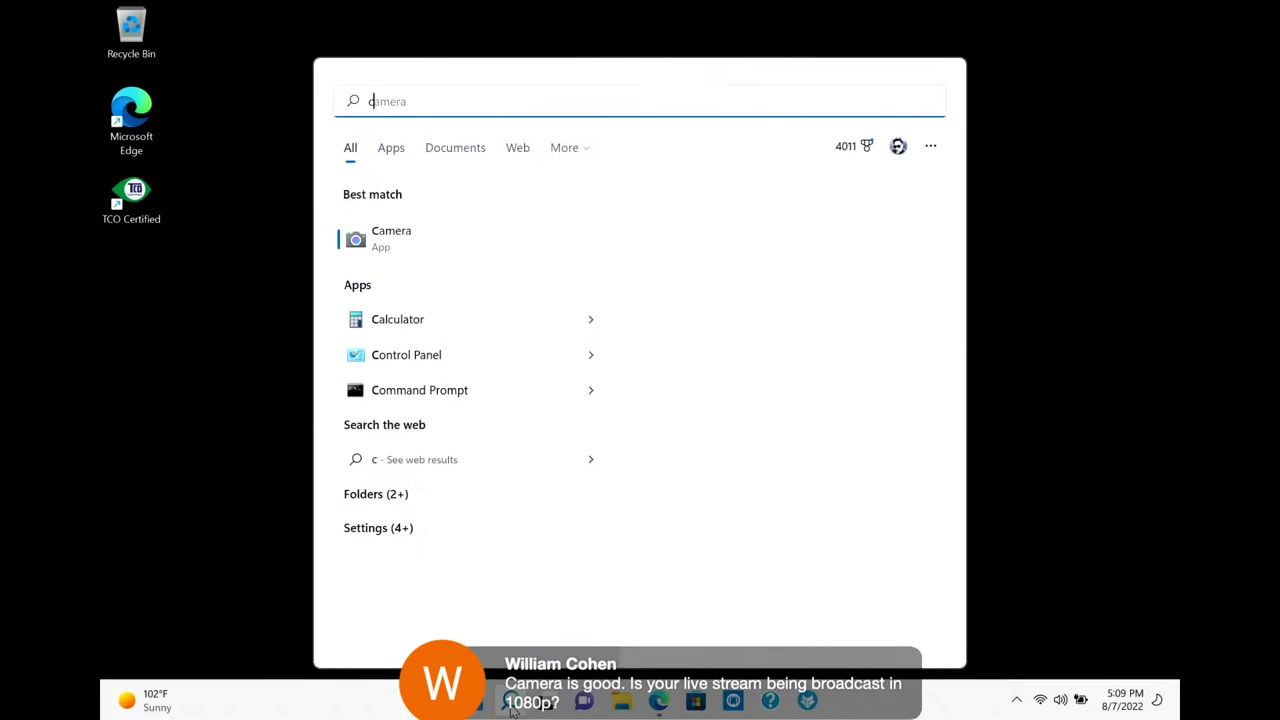 Recycle Bin
Microsoft
Edge
TCO
TCO Certified
camera
All Apps Documents Web More
4011
Best match
Camera
App
Apps
Calculator
Control Panel
Command Prompt
Search the web
c - See web results
Folders (2+)
Settings (4+)
W
William Cohen
Camera is good. Is your live stream being broadcast in
1080p?
102°F
Sunny
5:09 PM
8/7/2022